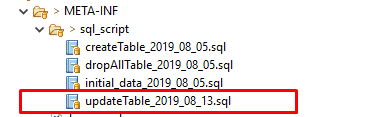 META-INF
sql_script
createTable_2019_08_05.sql
dropAllTable_2019_08_05.sql
initial_data_2019_08_05.sql
updateTable_2019_08_13.sql